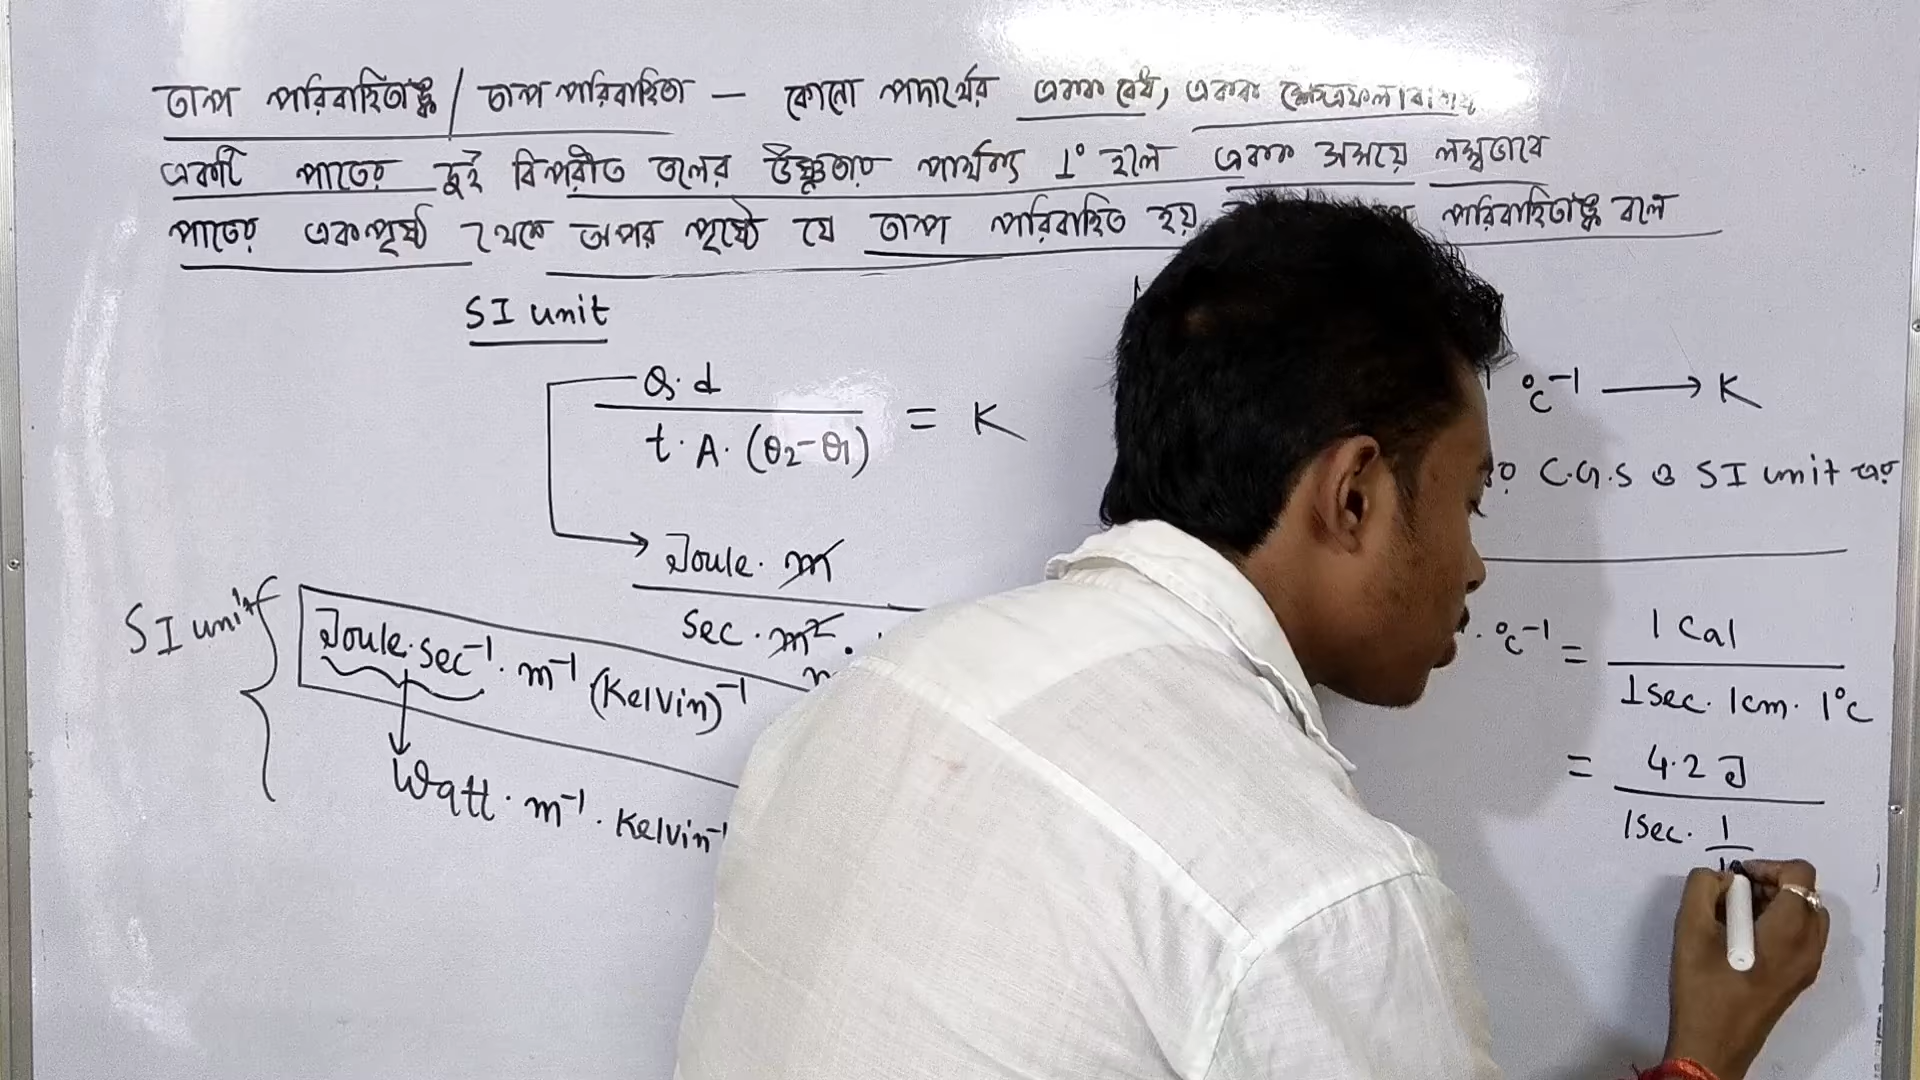 তাপ পরিবাহিতাঙ্ক / তাপ পরিবাহিতা — কোনো পদার্থের একক বেধ, একক ক্ষেত্রফল বিশিষ্ট
একটি পাতের দুই বিপরীত তলের উষ্ণতার পার্থক্য 1° হলে একক সময়ে লম্বভাবে
পাতের একপৃষ্ঠ থেকে অপর পৃষ্ঠে যে তাপ পরিবাহিত হয় পরিবাহিতাঙ্ক বলে
SI unit
Q. d
t. A. (θ2-θ1)
= K
°C⁻¹ ⟶ K
C.G.S ও SI unit এর
Joule. m
Sec. m².
SI unit
Joule. sec⁻¹. m⁻¹ (Kelvin)⁻¹
Watt. m⁻¹. Kelvin⁻¹
°C⁻¹ = 1 Cal
1sec. 1cm. 1°C
= 4.2 J
1sec. 1